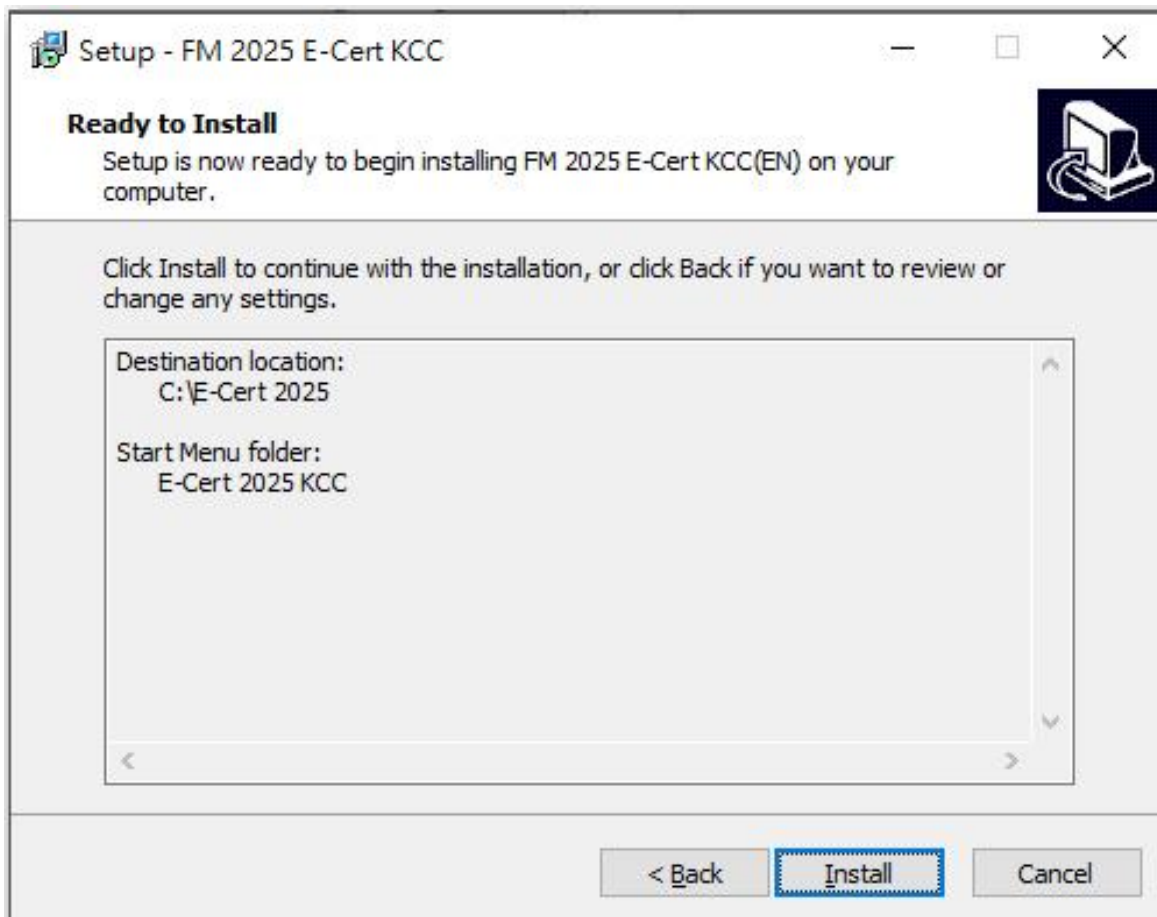 Setup - FM 2025 E-Cert KCC
Ready to Install
Setup is now ready to begin installing FM 2025 E-Cert KCC(EN) on your
computer.
Click Install to continue with the installation, or click Back if you want to review or
change any settings.
Destination location:
C:\E-Cert 2025
Start Menu folder:
E-Cert 2025 KCC
< Back
Install
Cancel